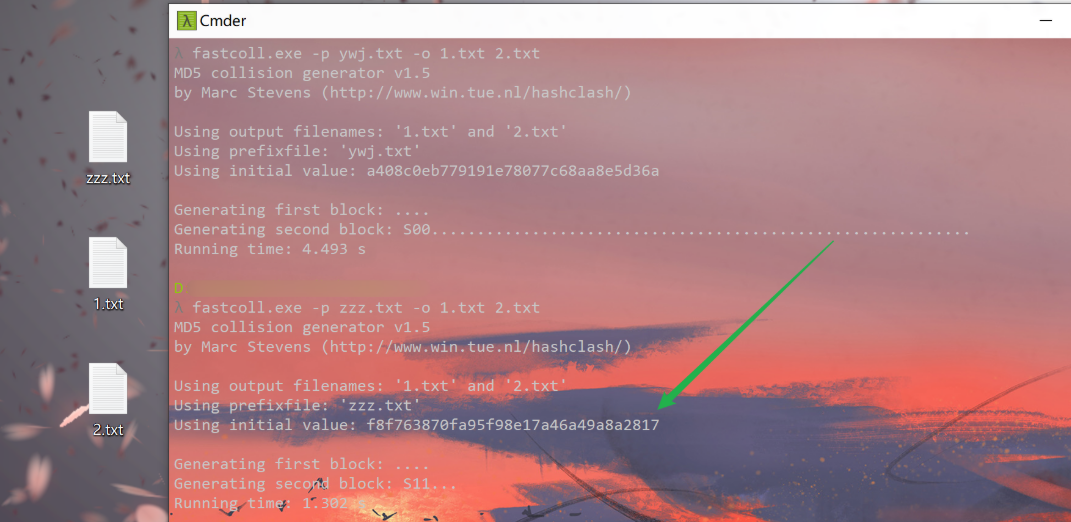 Cmder
λ fastcoll.exe -p ywj.txt -o 1.txt 2.txt
MD5 collision generator v1.5
by Marc Stevens (http://www.win.tue.nl/hashclash/)
Using output filenames: '1.txt' and '2.txt'
Using prefixfile: 'ywj.txt'
Using initial value: a408c0eb779191e78077c68aa8e5d36a
Generating first block: ....
Generating second block: S00...........................................................
Running time: 4.493 s
D
λ fastcoll.exe -p zzz.txt -o 1.txt 2.txt
MD5 collision generator v1.5
by Marc Stevens (http://www.win.tue.nl/hashclash/)
Using output filenames: '1.txt' and '2.txt'
Using prefixfile: 'zzz.txt'
Using initial value: f8f763870fa95f98e17a46a49a8a2817
Generating first block: ....
Generating second block: S11...
Running time: 1.302 s
zzz.txt
1.txt
2.txt